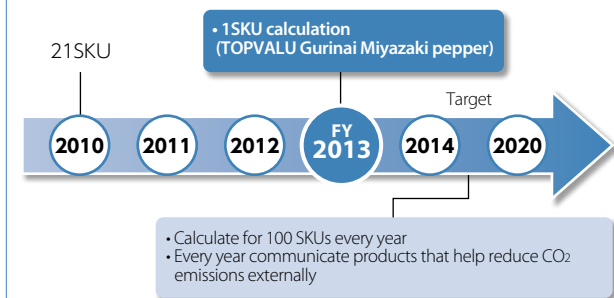 • 1SKU calculation
(TOPVALU Gurinai Miyazaki pepper)
21SKU
Target
2010
2011
2012
FY
2013
2014
2020
• Calculate for 100 SKUs every year
• Every year communicate products that help reduce CO2
emissions externally